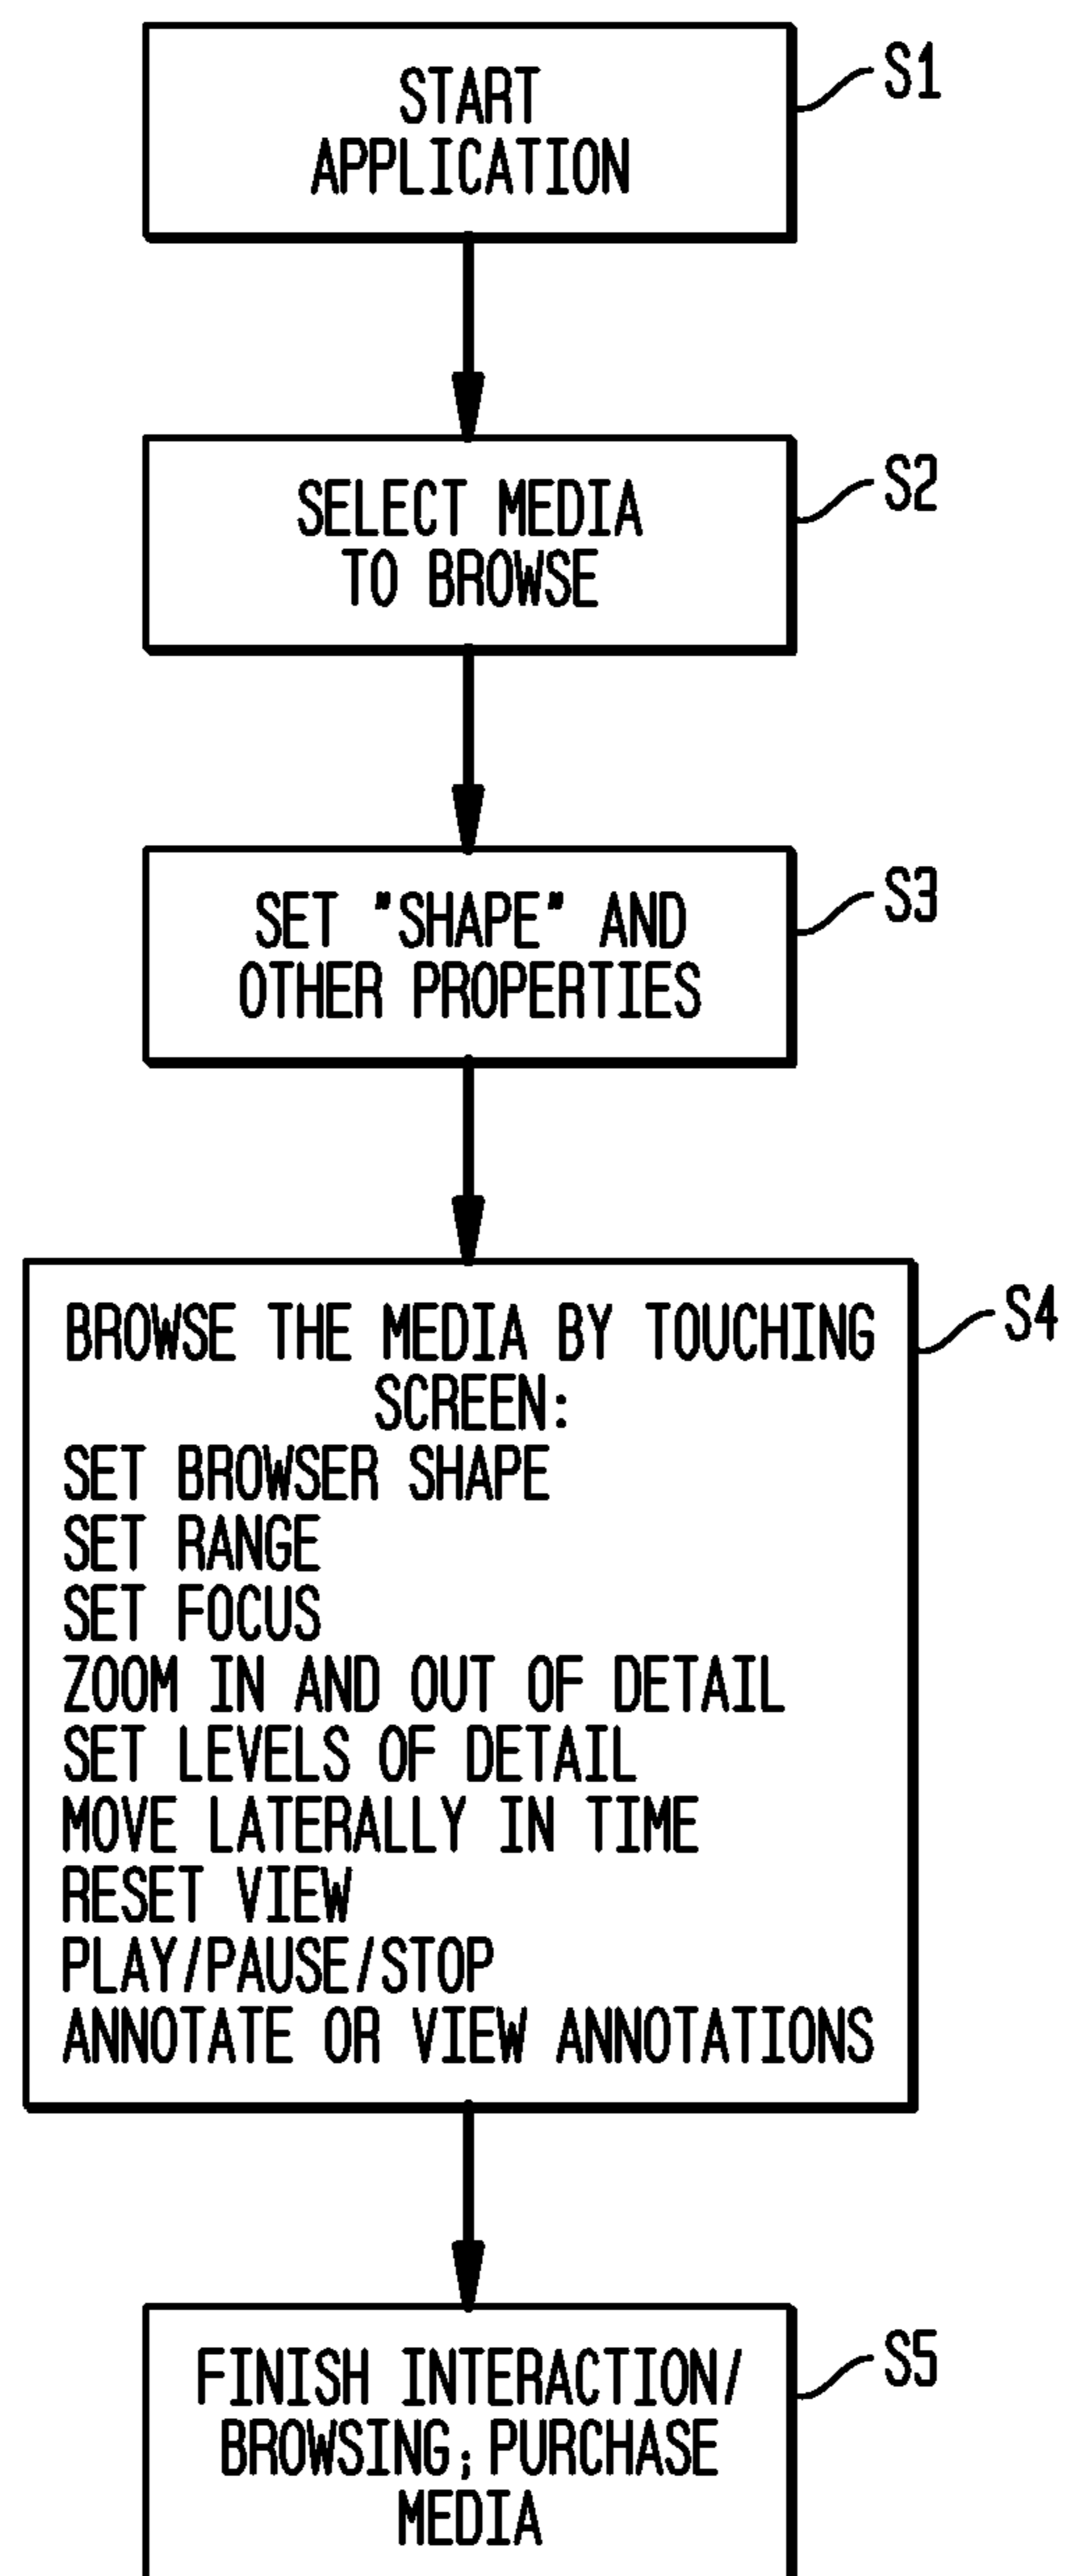 START
APPLICATION
S1
SELECT MEDIA
TO BROWSE
S2
SET "SHAPE" AND
OTHER PROPERTIES
S3
BROWSE THE MEDIA BY TOUCHING
SCREEN:
SET BROWSER SHAPE
SET RANGE
SET FOCUS
ZOOM IN AND OUT OF DETAIL
SET LEVELS OF DETAIL
MOVE LATERALLY IN TIME
RESET VIEW
PLAY/PAUSE/STOP
ANNOTATE OR VIEW ANNOTATIONS
S4
FINISH INTERACTION/
BROWSING; PURCHASE
MEDIA
S5